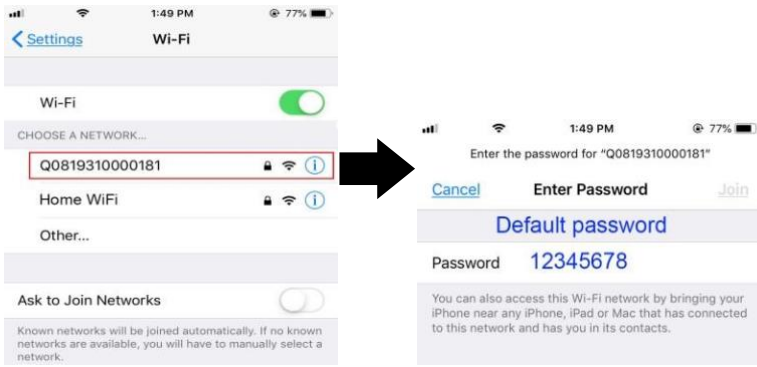 1:49 PM 77%
Settings Wi-Fi
Wi-Fi
CHOOSE A NETWORK...
Q0819310000181
Home WiFi
Other...
Ask to Join Networks
Known networks will be joined automatically. If no known
networks are available, you will have to manually select a
network.
1:49 PM 77%
Enter the password for “Q0819310000181”
Cancel Enter Password Join
Default password
Password 12345678
You can also access this Wi-Fi network by bringing your
iPhone near any iPhone, iPad or Mac that has connected
to this network and has you in its contacts.